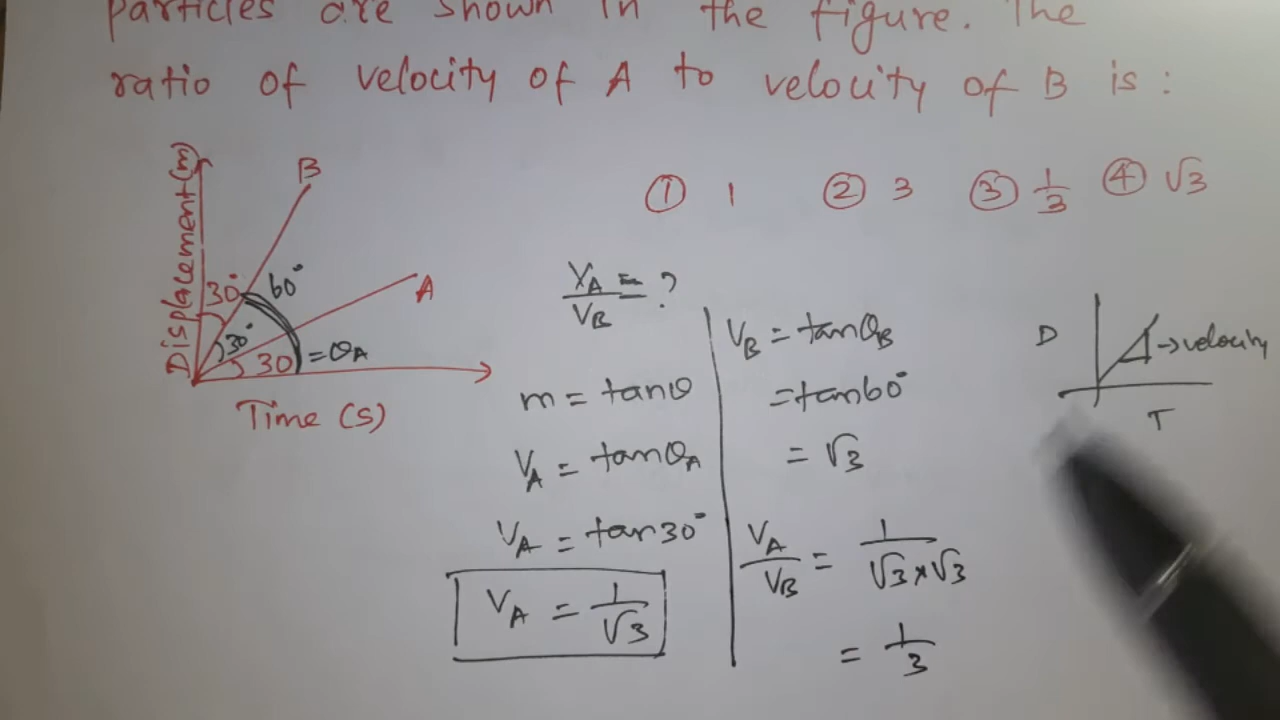 particles are shown in the figure. The
ratio of velocity of A to velocity of B is :
① 1 ② 3 ③ 1/3 ④ √3
Displacement (m)
B
A
30°
60°
30°
30 = θA
Time (s)
VA/VB = ?
m = tanθ
VA = tanθA
VA = tan30°
VA = 1/√3
VB = tanθB
= tan60°
= √3
VA/VB = 1/√3×√3
= 1/3
D
→velocity
T